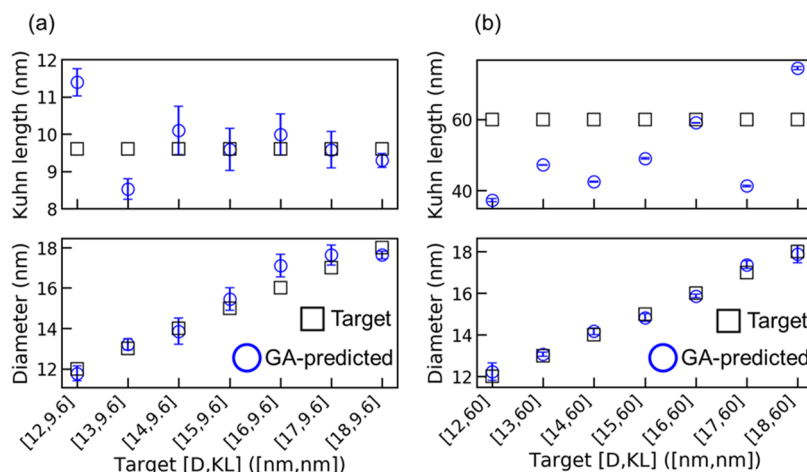 (a)
Kuhn length (nm)
12
11
10
9
8
Diameter (nm)
18
16
14
12
Target
GA-predicted
[12,9.6]
[13,9.6]
[14,9.6]
[15,9.6]
[16,9.6]
[17,9.6]
[18,9.6]
Target [D,KL] ([nm,nm])
(b)
Kuhn length (nm)
60
40
Diameter (nm)
18
16
14
12
Target
GA-predicted
[12,60]
[13,60]
[14,60]
[15,60]
[16,60]
[17,60]
[18,60]
Target [D,KL] ([nm,nm])